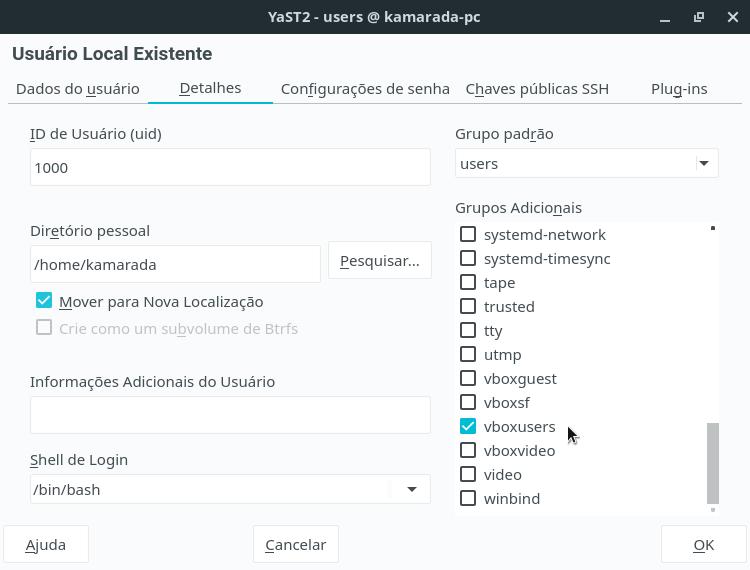 YaST2 - users @ kamarada-pc
Usuário Local Existente
Dados do usuário
Detalhes
Configurações de senha
Chaves públicas SSH
Plug-ins
ID de Usuário (uid)
1000
Diretório pessoal
/home/kamarada
Pesquisar...
Mover para Nova Localização
Crie como um subvolume de Btrfs
Informações Adicionais do Usuário
Shell de Login
/bin/bash
Grupo padrão
users
Grupos Adicionais
systemd-network
systemd-timesync
tape
trusted
tty
utmp
vboxguest
vboxsf
vboxusers
vboxvideo
video
winbind
Ajuda
Cancelar
OK